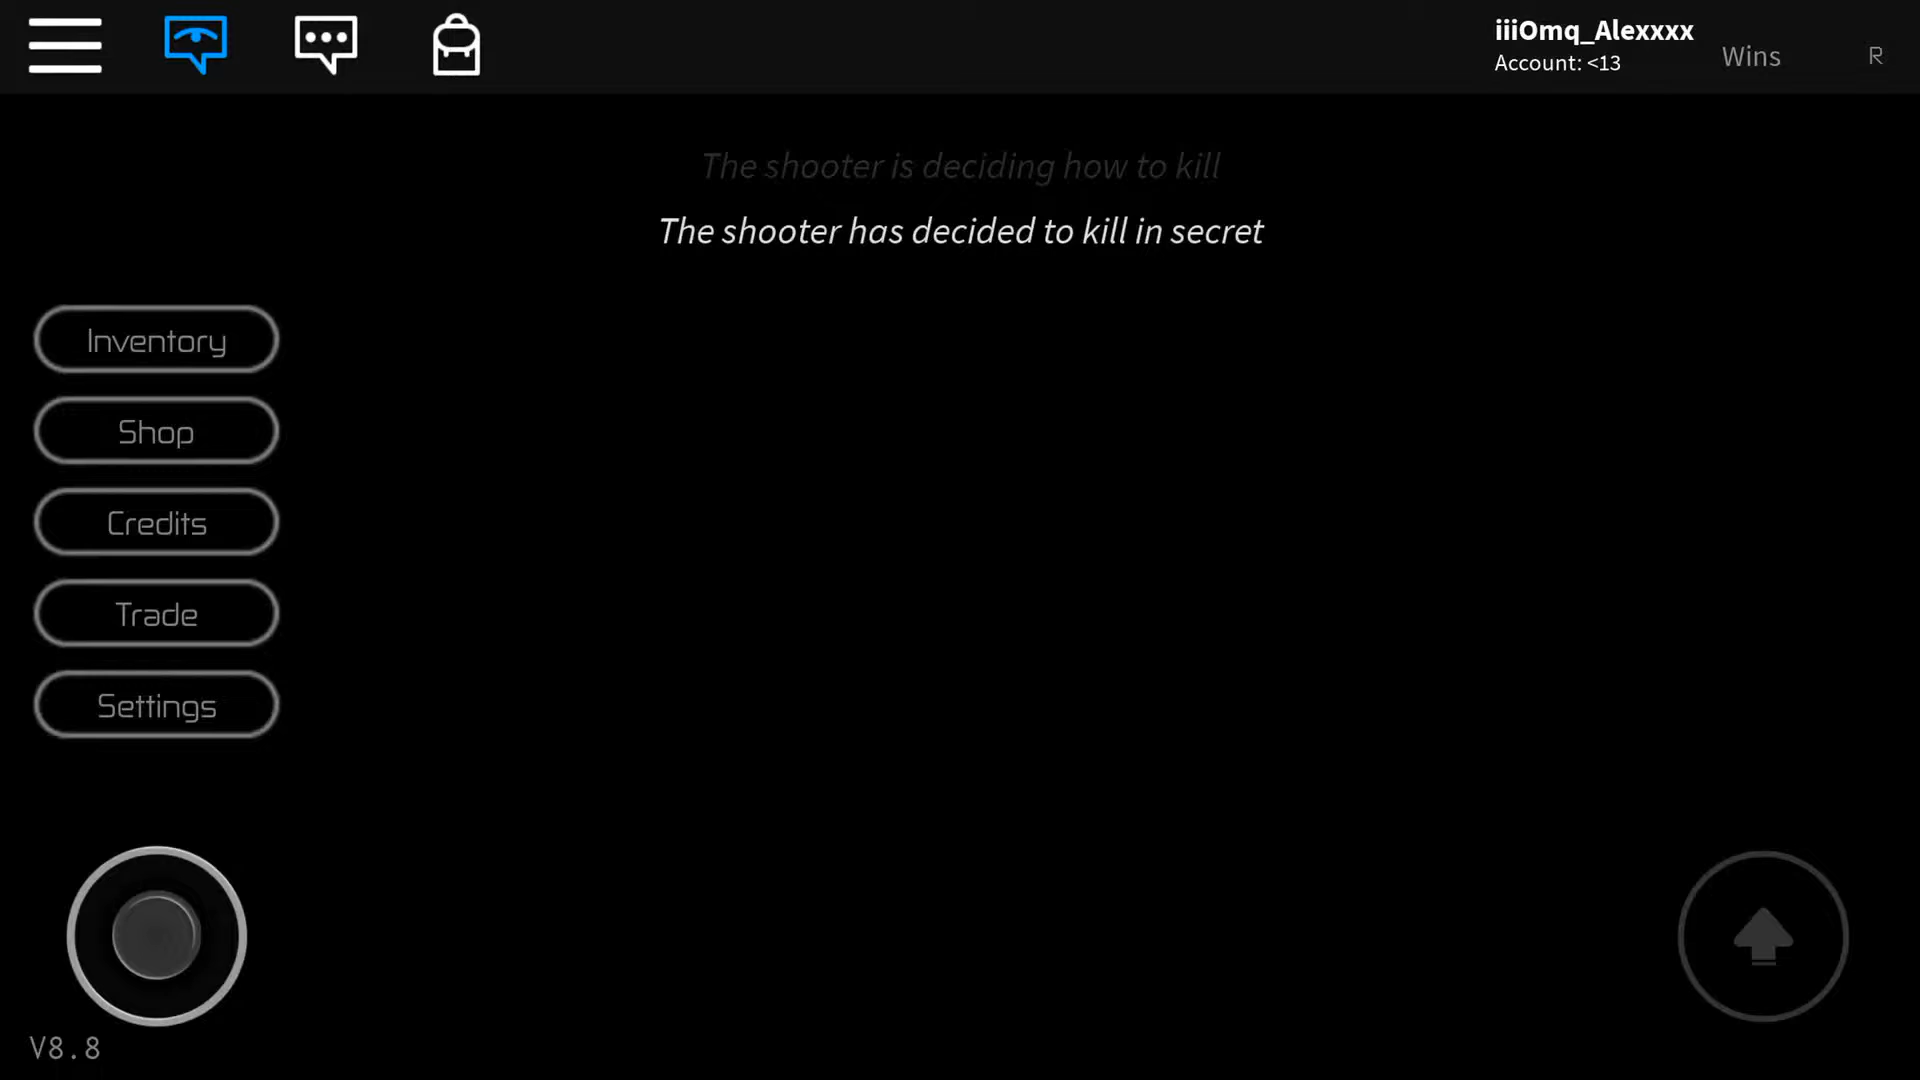 iiiOmq_Alexxxx
Account: <13
Wins
R
The shooter is deciding how to kill
The shooter has decided to kill in secret
Inventory
Shop
Credits
Trade
Settings
V8.8